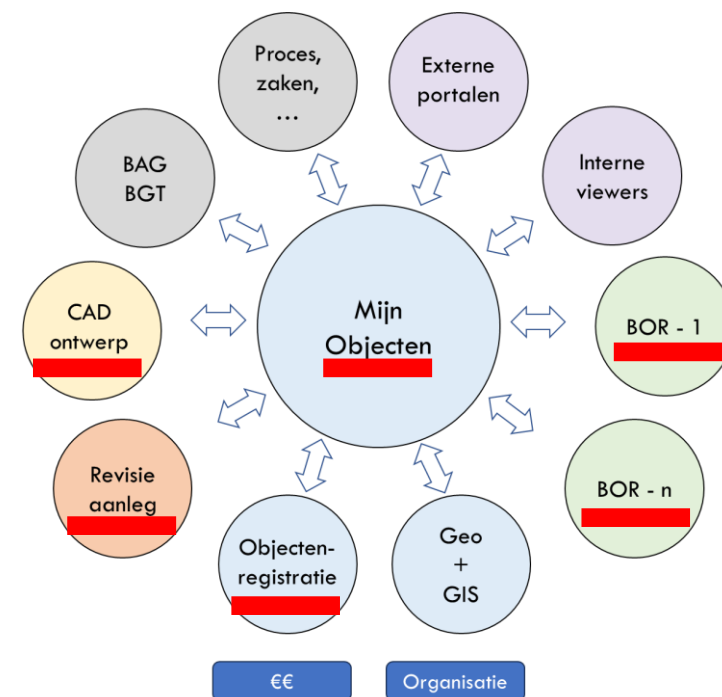 Proces,
zaken,
...
Externe
portalen
BAG
BGT
Interne
viewers
CAD
ontwerp
Mijn
Objecten
BOR - 1
Revisie
aanleg
BOR - n
Objecten-
registratie
Geo
+
GIS
€€
Organisatie